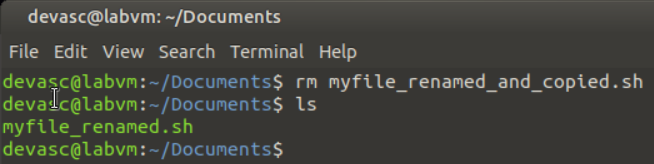 devasc@labvm: ~/Documents
File Edit View Search Terminal Help
devasc@labvm:~/Documents$ rm myfile_renamed_and_copied.sh
devasc@labvm:~/Documents$ ls
myfile_renamed.sh
devasc@labvm:~/Documents$